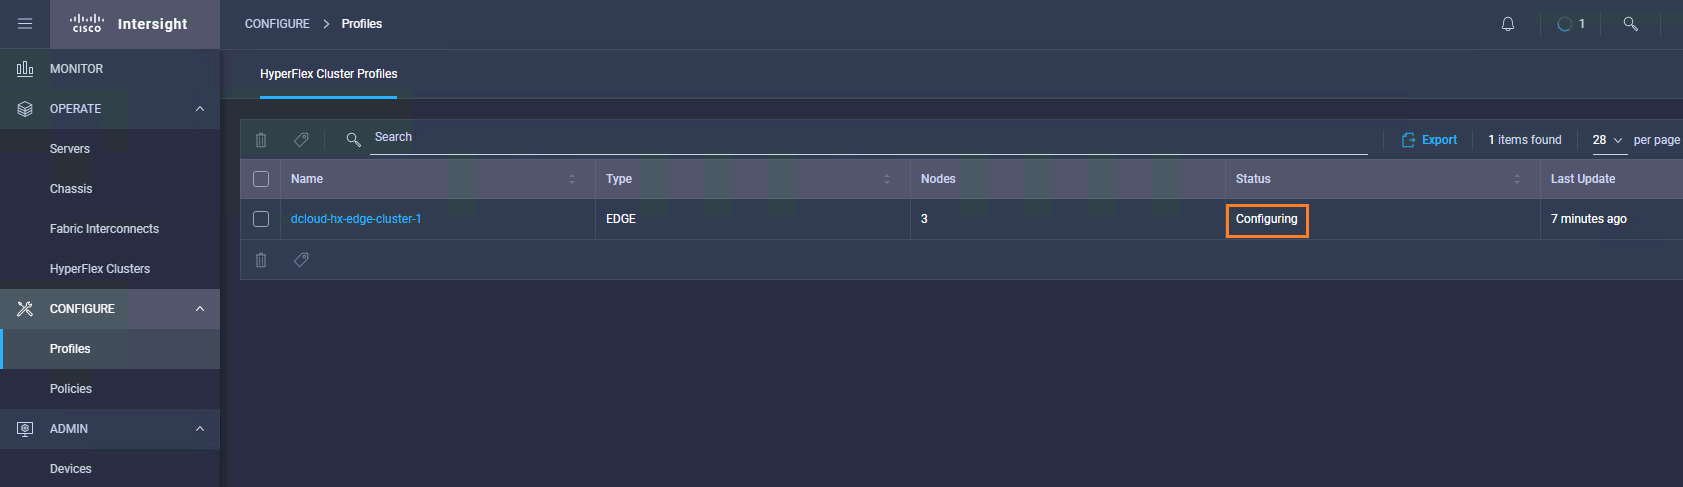 CISCO Intersight
CONFIGURE > Profiles
1
MONITOR
OPERATE
Servers
Chassis
Fabric Interconnects
HyperFlex Clusters
CONFIGURE
Profiles
Policies
ADMIN
Devices
HyperFlex Cluster Profiles
Search
Export 1 items found 28 per page
Name Type Nodes Status Last Update
dcloud-hx-edge-cluster-1 EDGE 3 Configuring 7 minutes ago